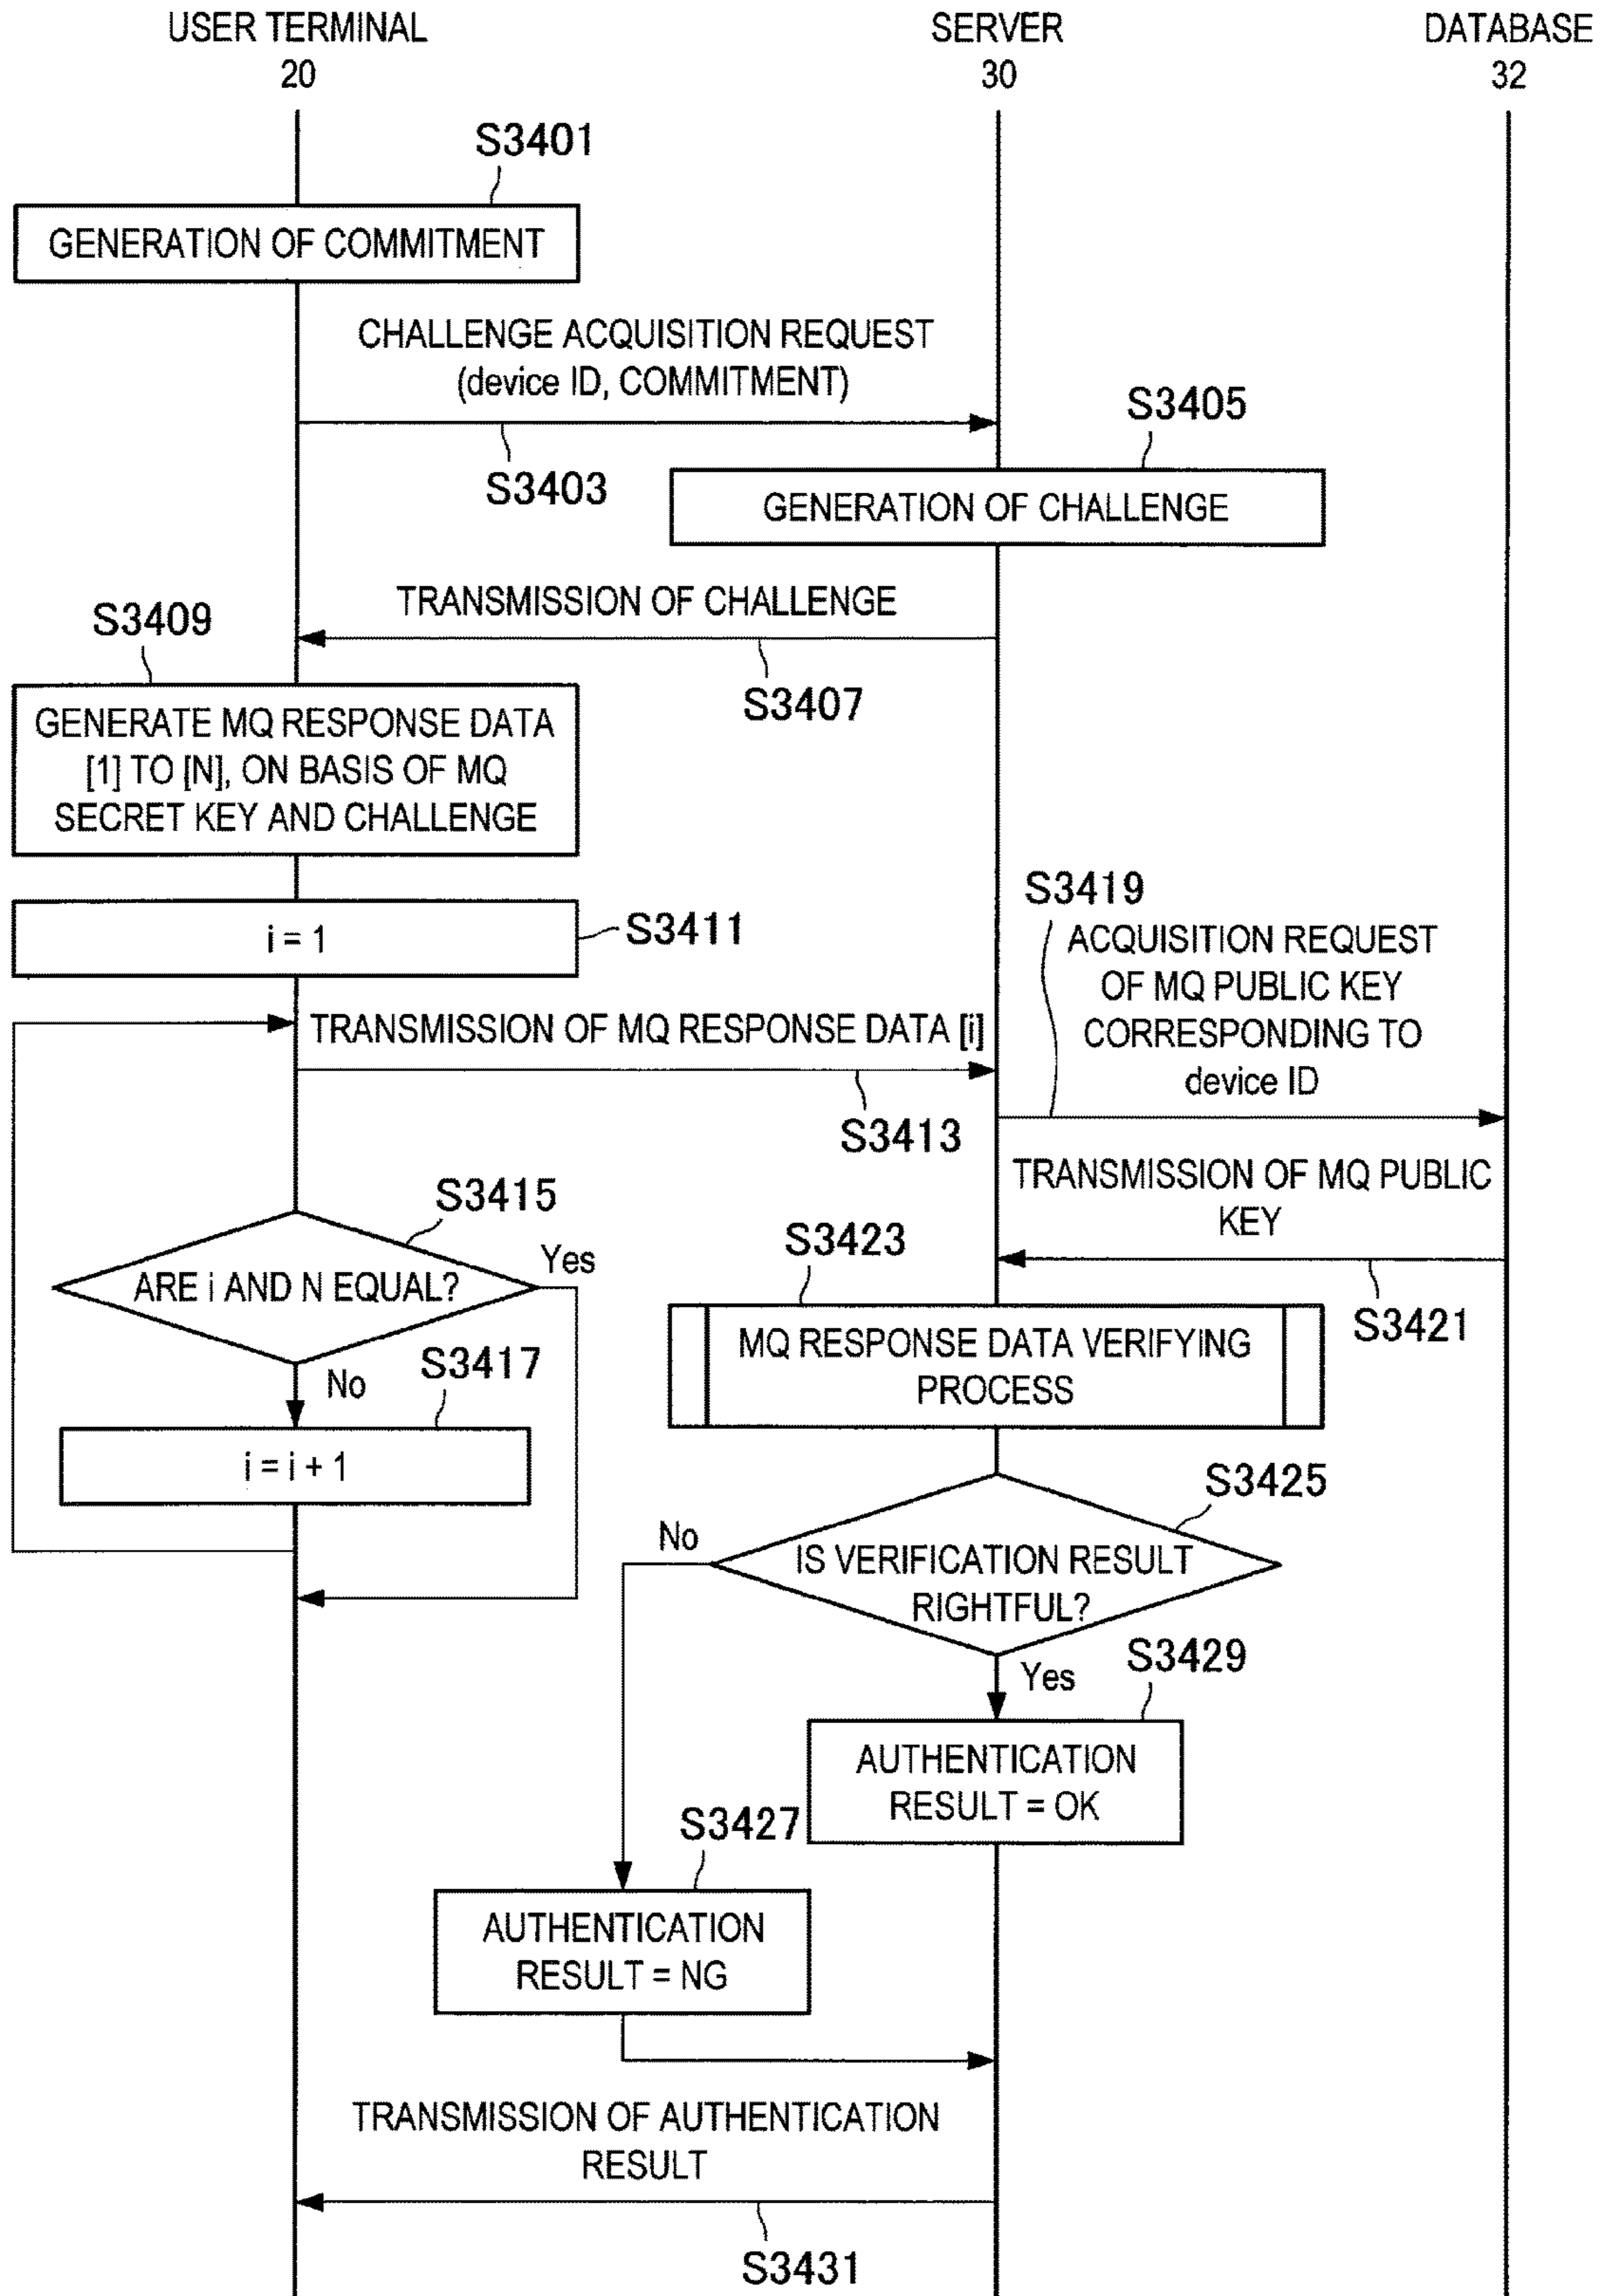 USER TERMINAL
20
SERVER
30
DATABASE
32
S3401
GENERATION OF COMMITMENT
CHALLENGE ACQUISITION REQUEST
(device ID, COMMITMENT)
S3403
S3405
GENERATION OF CHALLENGE
TRANSMISSION OF CHALLENGE
S3407
S3409
GENERATE MQ RESPONSE DATA
[1] TO [N], ON BASIS OF MQ
SECRET KEY AND CHALLENGE
i = 1
S3411
TRANSMISSION OF MQ RESPONSE DATA [i]
S3413
S3419
ACQUISITION REQUEST
OF MQ PUBLIC KEY
CORRESPONDING TO
device ID
TRANSMISSION OF MQ PUBLIC
KEY
S3421
S3415
ARE i AND N EQUAL?
Yes
No
S3417
i = i + 1
S3423
MQ RESPONSE DATA VERIFYING
PROCESS
S3425
IS VERIFICATION RESULT
RIGHTFUL?
No
Yes
S3429
AUTHENTICATION
RESULT = OK
S3427
AUTHENTICATION
RESULT = NG
TRANSMISSION OF AUTHENTICATION
RESULT
S3431